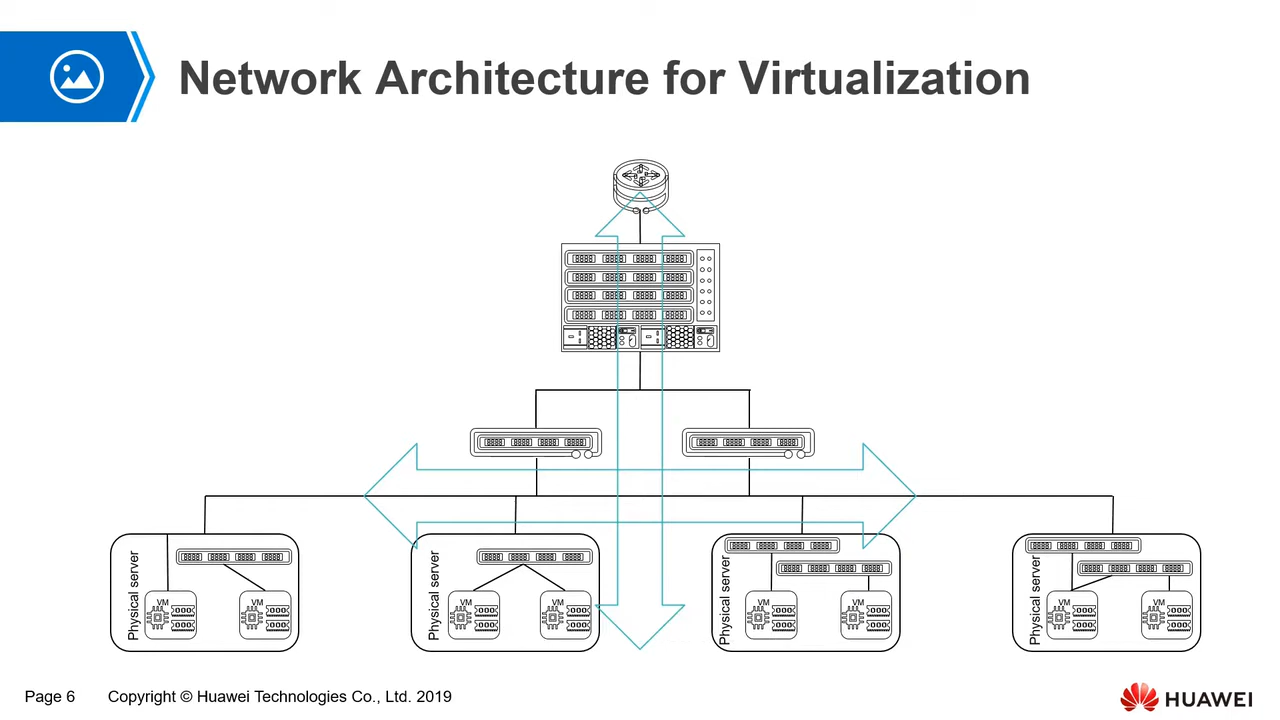 Network Architecture for Virtualization
Physical server
VM
VM
Physical server
VM
VM
Physical server
VM
VM
Physical server
VM
VM
Page 6
Copyright © Huawei Technologies Co., Ltd. 2019
HUAWEI